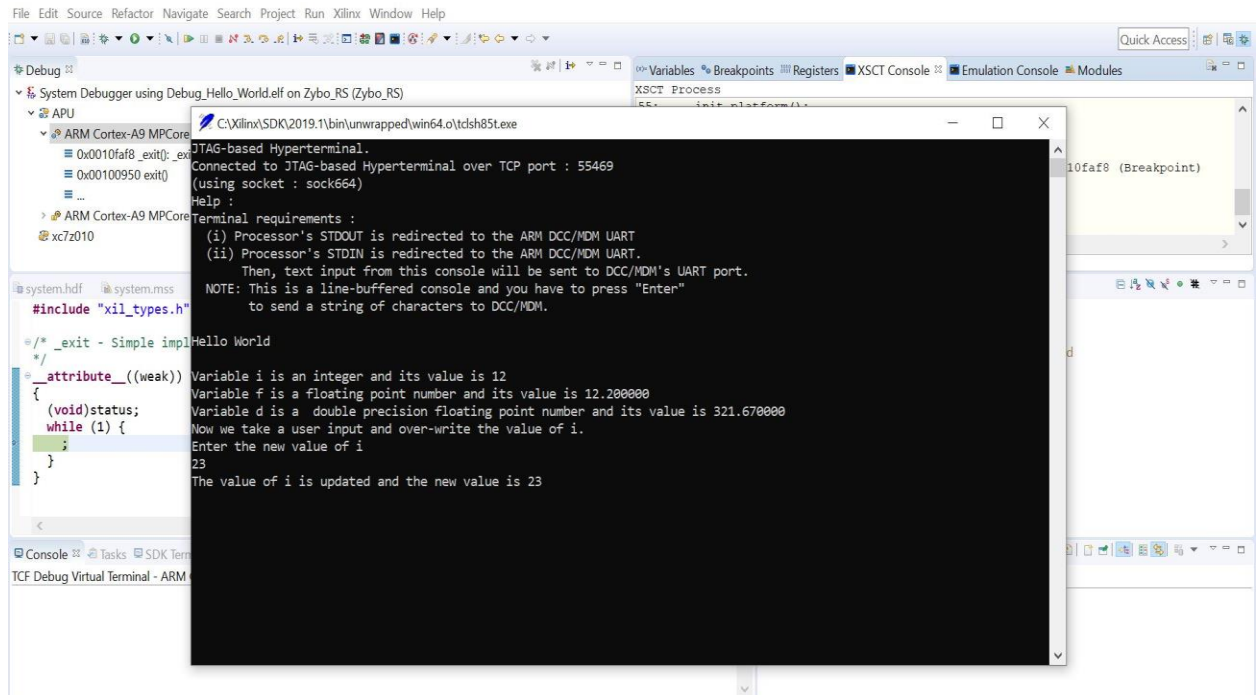 File Edit Source Refactor Navigate Search Project Run Xilinx Window Help
Quick Access
Debug
Variables Breakpoints Registers XSCT Console Emulation Console Modules
System Debugger using Debug_Hello_World.elf on Zybo_RS (Zybo_RS)
APU
ARM Cortex-A9 MPCore
0x0010faf8 _exit(): _exi
0x00100950 exit()
...
ARM Cortex-A9 MPCore
xc7z010
XSCT Process
55: init_platform();
10faf8 (Breakpoint)
C:\Xilinx\SDK\2019.1\bin\unwrapped\win64.o\tclsh85t.exe
JTAG-based Hyperterminal.
Connected to JTAG-based Hyperterminal over TCP port : 55469
(using socket : sock664)
Help :
Terminal requirements :
(i) Processor's STDOUT is redirected to the ARM DCC/MDM UART
(ii) Processor's STDIN is redirected to the ARM DCC/MDM UART.
Then, text input from this console will be sent to DCC/MDM's UART port.
NOTE: This is a line-buffered console and you have to press "Enter"
to send a string of characters to DCC/MDM.
Hello World
Variable i is an integer and its value is 12
Variable f is a floating point number and its value is 12.200000
Variable d is a  double precision floating point number and its value is 321.670000
Now we take a user input and over-write the value of i.
Enter the new value of i
23
The value of i is updated and the new value is 23
system.hdf system.mss
#include "xil_types.h"
/* _exit - Simple impl
*/
__attribute__((weak))
{
(void)status;
while (1) {
;
}
}
d
Console Tasks SDK Term
TCF Debug Virtual Terminal - ARM